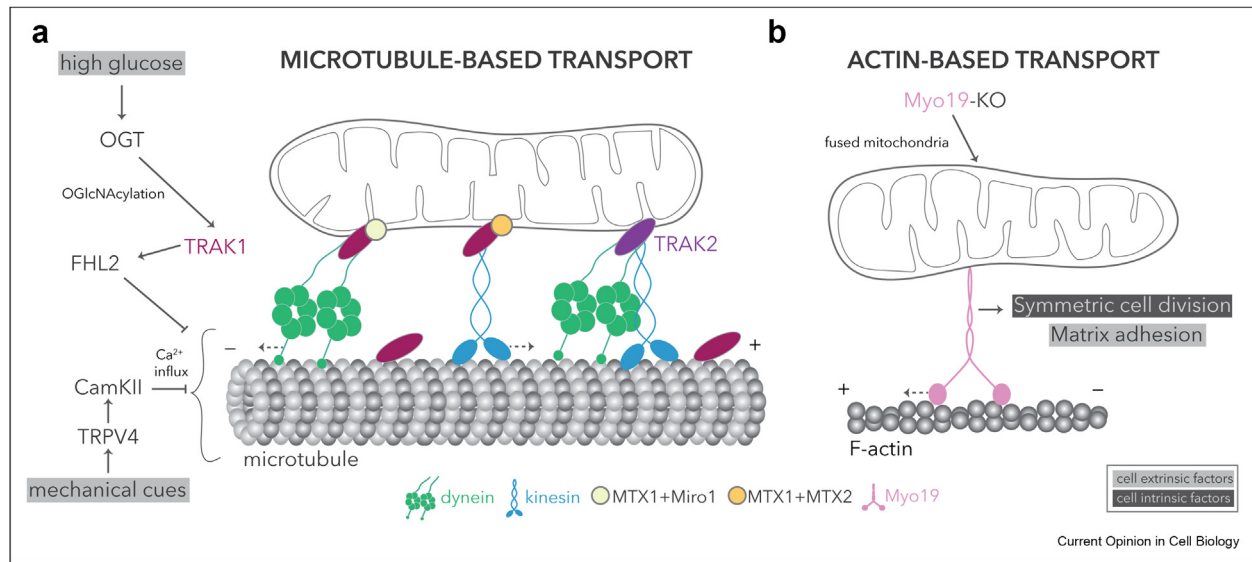 a
high glucose
OGT
OGlcNAcylation
TRAK1
FHL2
Ca²⁺
influx
CamKII
TRPV4
mechanical cues
MICROTUBULE-BASED TRANSPORT
TRAK2
−
+
microtubule
dynein
kinesin
MTX1+Miro1
MTX1+MTX2
Myo19
b
ACTIN-BASED TRANSPORT
Myo19-KO
fused mitochondria
Symmetric cell division
Matrix adhesion
+
−
F-actin
cell extrinsic factors
cell intrinsic factors
Current Opinion in Cell Biology